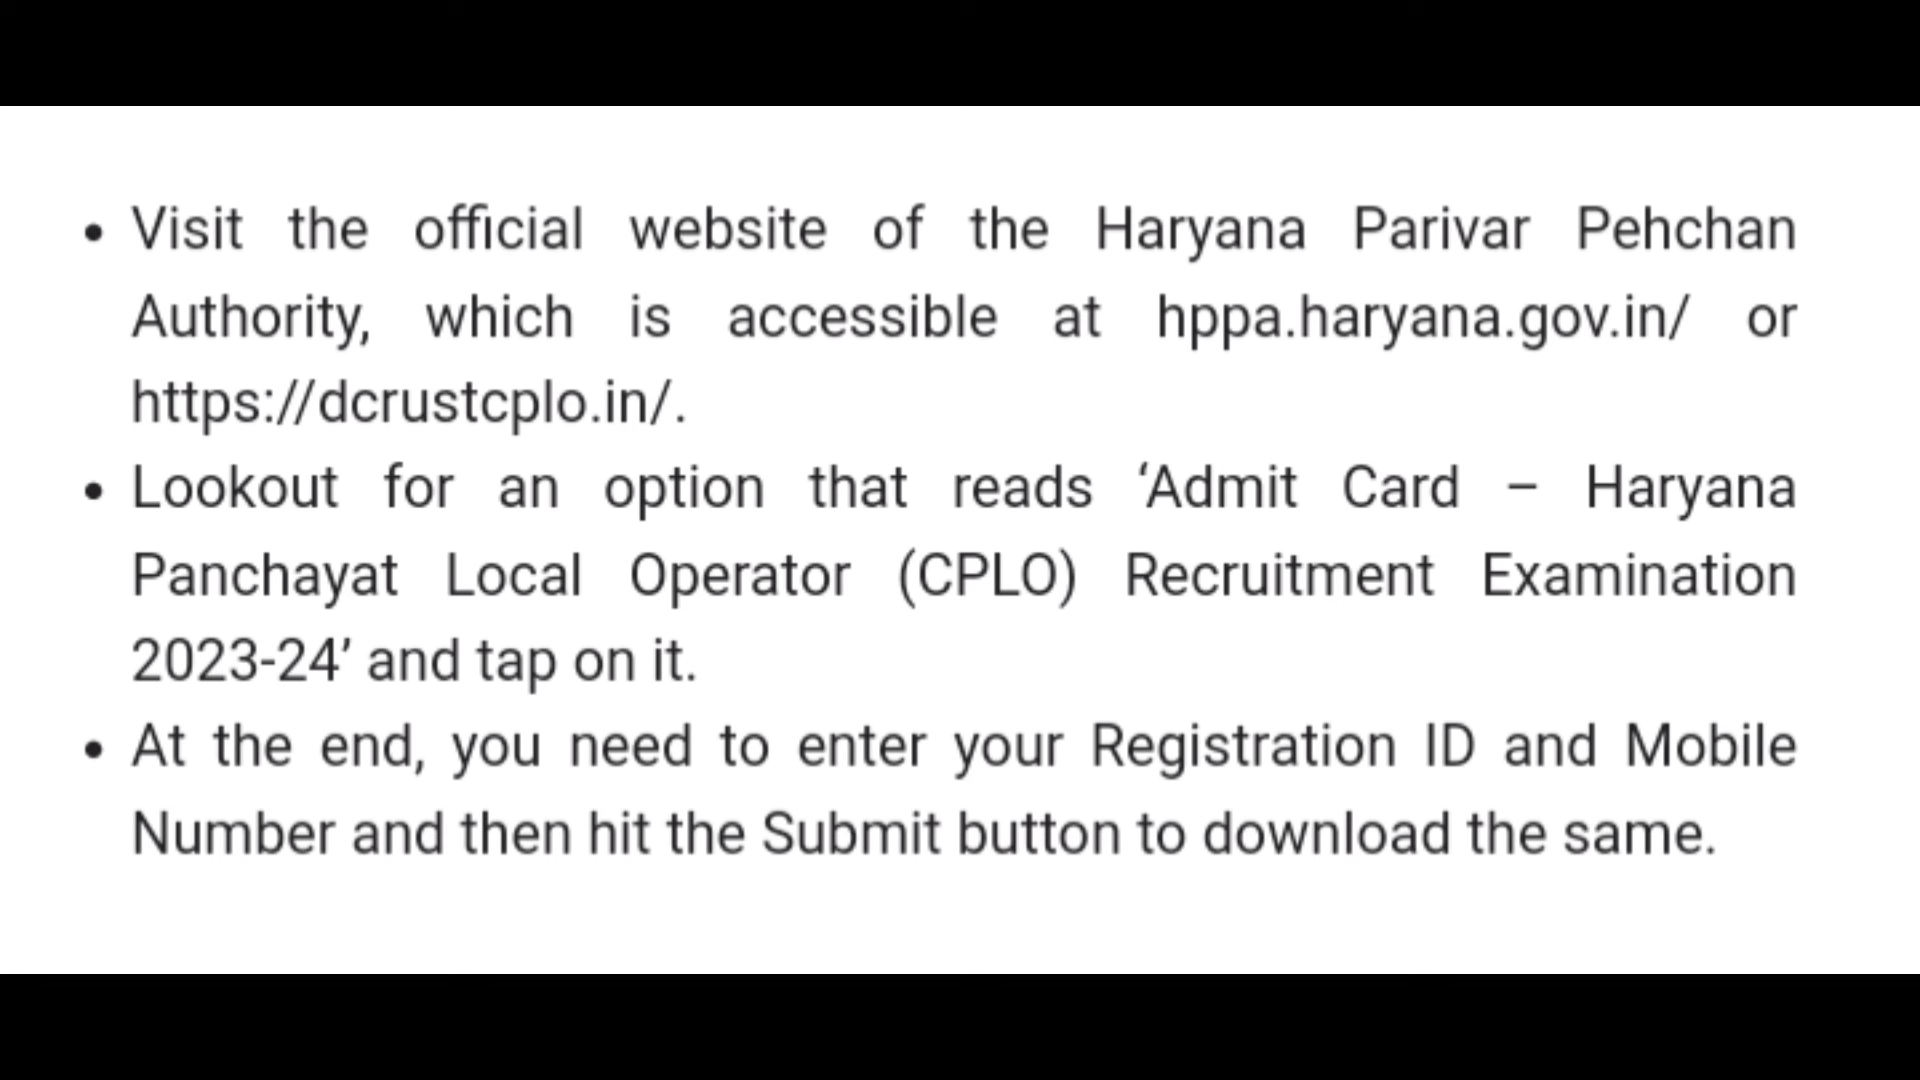 • Visit the official website of the Haryana Parivar Pehchan
Authority, which is accessible at hppa.haryana.gov.in/ or
https://dcrustcplo.in/.
• Lookout for an option that reads ‘Admit Card – Haryana
Panchayat Local Operator (CPLO) Recruitment Examination
2023-24’ and tap on it.
• At the end, you need to enter your Registration ID and Mobile
Number and then hit the Submit button to download the same.